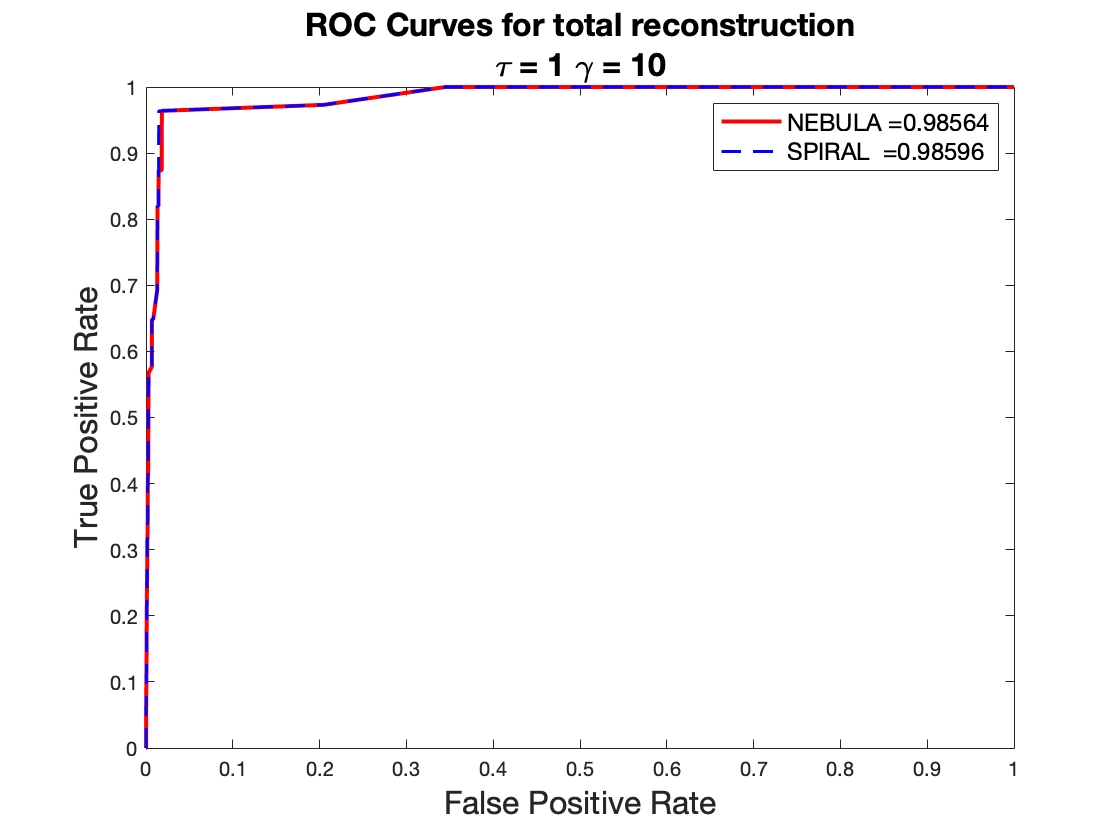 ROC Curves for total reconstruction
τ = 1 γ = 10
NEBULA =0.98564
SPIRAL =0.98596
True Positive Rate
1
0.9
0.8
0.7
0.6
0.5
0.4
0.3
0.2
0.1
0
0 0.1 0.2 0.3 0.4 0.5 0.6 0.7 0.8 0.9 1
False Positive Rate